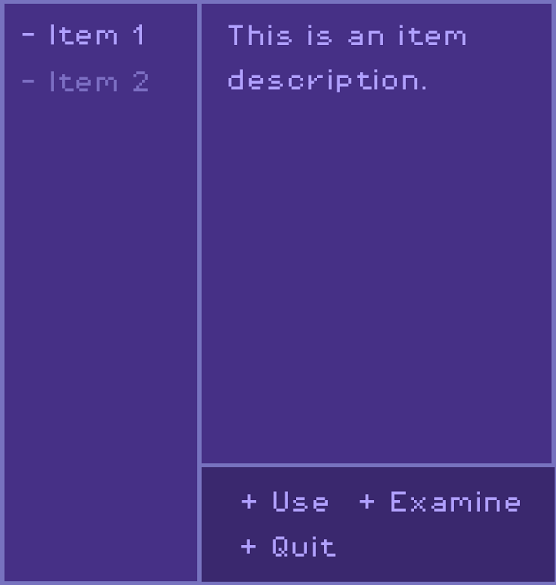 - Item 1
- Item 2
This is an item
description.
+ Use + Examine
+ Quit